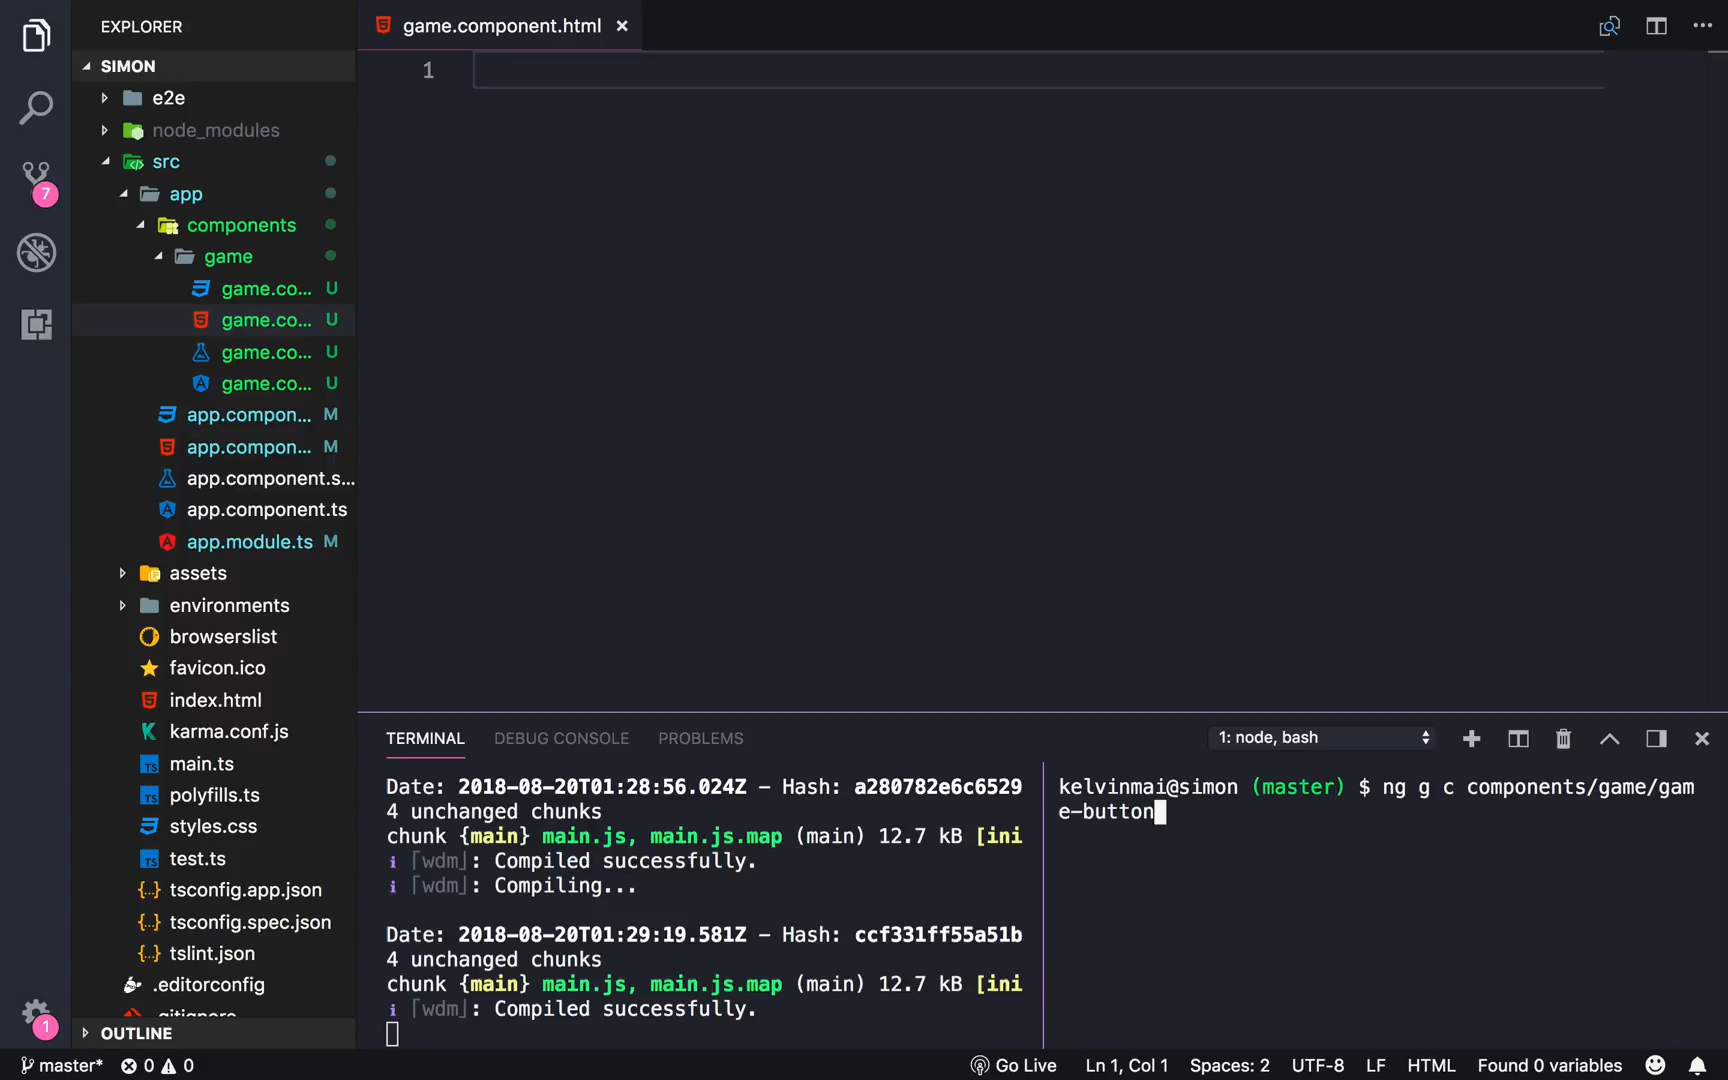 EXPLORER
SIMON
e2e
node_modules
src
app
components
game
game.co... U
game.co... U
game.co... U
game.co... U
app.compon... M
app.compon... M
app.component.s...
app.component.ts
app.module.ts M
assets
environments
browserslist
favicon.ico
index.html
karma.conf.js
main.ts
polyfills.ts
styles.css
test.ts
tsconfig.app.json
tsconfig.spec.json
tslint.json
.editorconfig
.gitignore
OUTLINE
7
1
game.component.html
1
TERMINAL
DEBUG CONSOLE
PROBLEMS
1: node, bash
Date: 2018-08-20T01:28:56.024Z - Hash: a280782e6c6529
4 unchanged chunks
chunk {main} main.js, main.js.map (main) 12.7 kB [ini
i ｢wdm｣: Compiled successfully.
i ｢wdm｣: Compiling...
Date: 2018-08-20T01:29:19.581Z - Hash: ccf331ff55a51b
4 unchanged chunks
chunk {main} main.js, main.js.map (main) 12.7 kB [ini
i ｢wdm｣: Compiled successfully.
kelvinmai@simon (master) $ ng g c components/game/gam
e-button
master* 0 0
Go Live
Ln 1, Col 1
Spaces: 2
UTF-8
LF
HTML
Found 0 variables